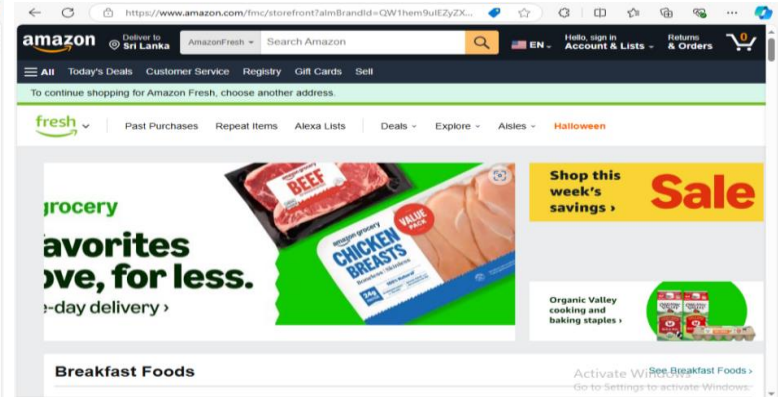 https://www.amazon.com/fmc/storefront?almBrandId=QW1hem9uIEZyZX...
amazon
Deliver to
Sri Lanka
AmazonFresh
Search Amazon
EN
Hello, sign in
Account & Lists
Returns
& Orders
0
All Today's Deals Customer Service Registry Gift Cards Sell
To continue shopping for Amazon Fresh, choose another address.
fresh
Past Purchases Repeat Items Alexa Lists Deals Explore Aisles Halloween
grocery
avorites
ove, for less.
e-day delivery ›
amazon grocery
BEEF
amazon grocery
CHICKEN
BREASTS
VALUE
PACK
Shop this
week's
savings ›
Sale
Organic Valley
cooking and
baking staples ›
Breakfast Foods
See Breakfast Foods ›
Activate Windows
Go to Settings to activate Windows.